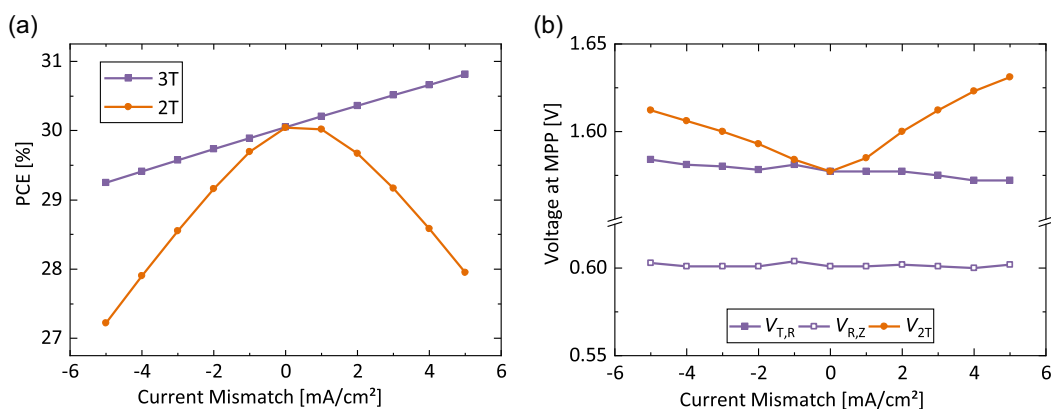 (a)
31
30
29
28
27
PCE [%]
3T
2T
-6
-4
-2
0
2
4
6
Current Mismatch [mA/cm²]
(b)
1.65
1.60
0.60
0.55
Voltage at MPP [V]
V_T,R
V_R,Z
V_2T
-6
-4
-2
0
2
4
6
Current Mismatch [mA/cm²]